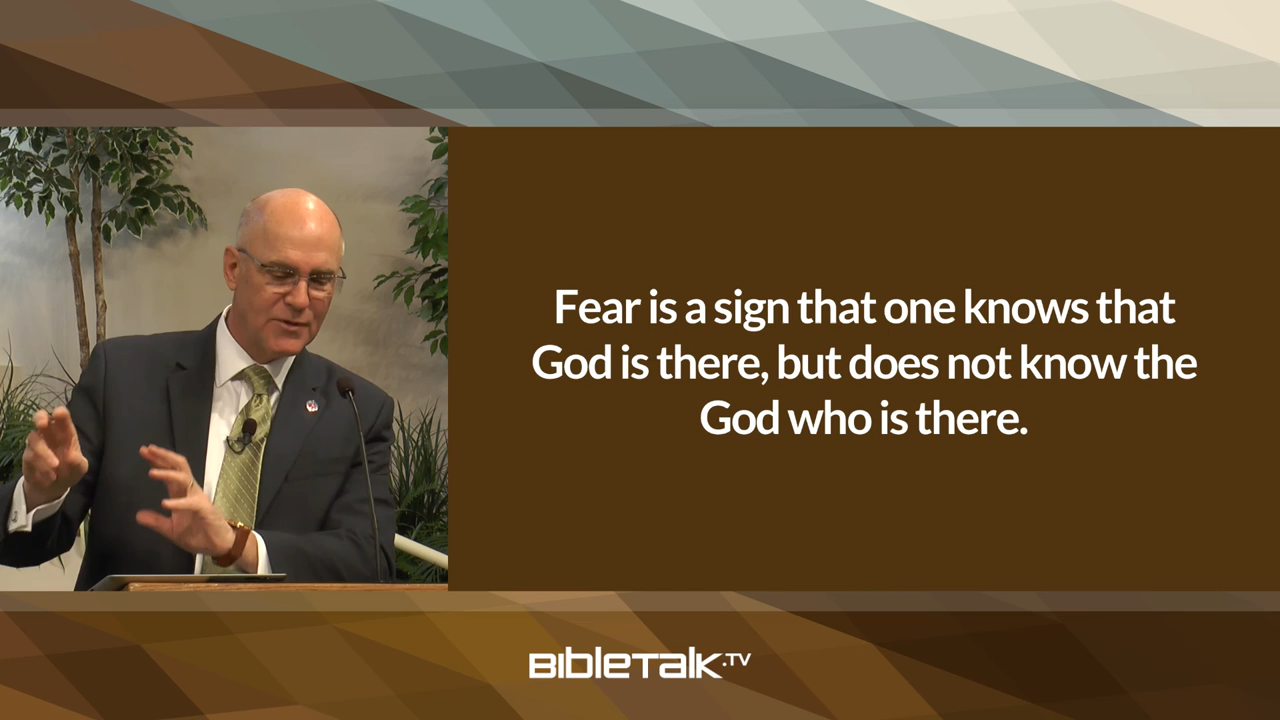 Fear is a sign that one knows that
God is there, but does not know the
God who is there.
BIBLETALK.TV